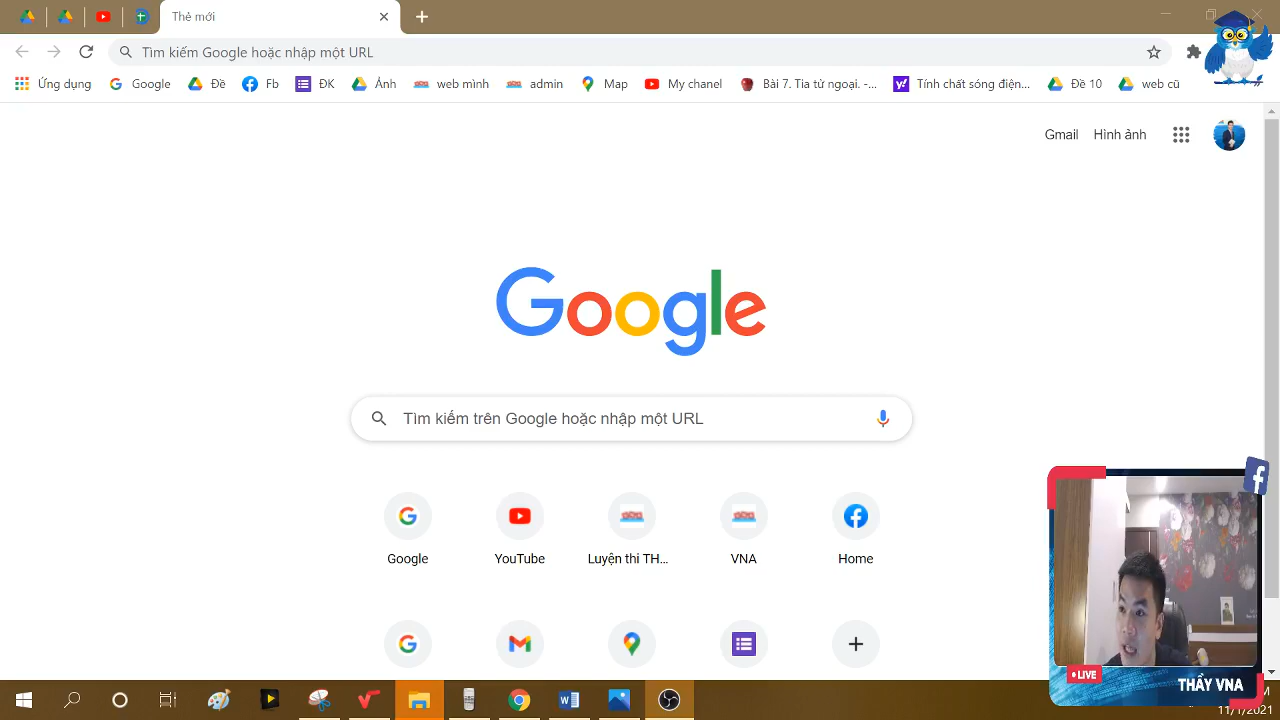 Thẻ mới
Tìm kiếm Google hoặc nhập một URL
Ứng dụng Google Đề Fb ĐK Ảnh web mình admin Map My chanel Bài 7. Tia tử ngoại. -... Tính chất sóng điện... Đề 10 web cũ
Gmail Hình ảnh
Google
Tìm kiếm trên Google hoặc nhập một URL
Google YouTube Luyện thi TH... VNA Home
LIVE
THẦY VNA
11/1/2021